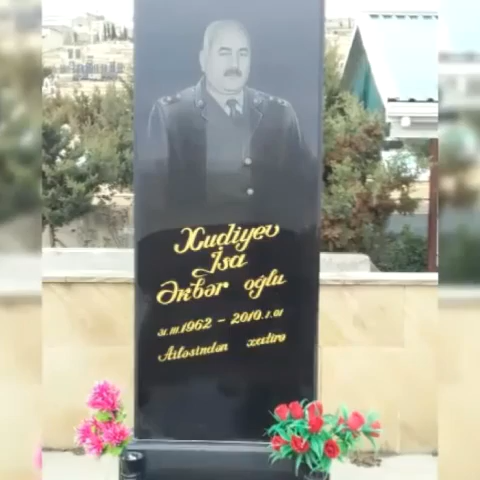 Xudiyev
İsa
Əkbər oğlu
31.III.1962 - 2010.1.01
Ailəsindən xatirə